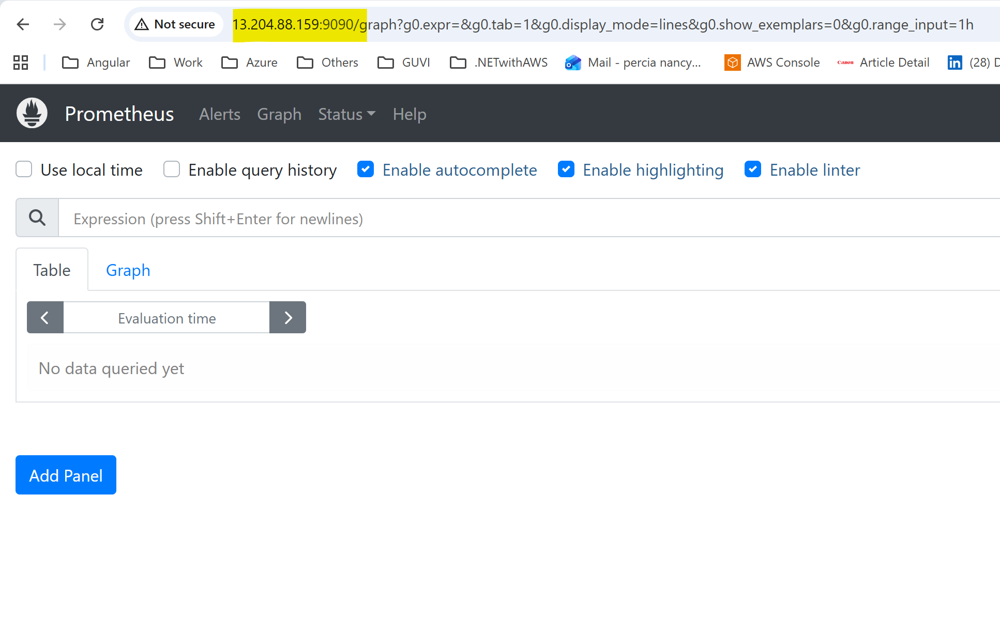 Not secure 13.204.88.159:9090/graph?g0.expr=&g0.tab=1&g0.display_mode=lines&g0.show_exemplars=0&g0.range_input=1h
Angular Work Azure Others GUVI .NETwithAWS Mail - percia nancy... AWS Console Canon Article Detail in (28) D
Prometheus Alerts Graph Status Help
Use local time Enable query history Enable autocomplete Enable highlighting Enable linter
Expression (press Shift+Enter for newlines)
Table Graph
Evaluation time
No data queried yet
Add Panel